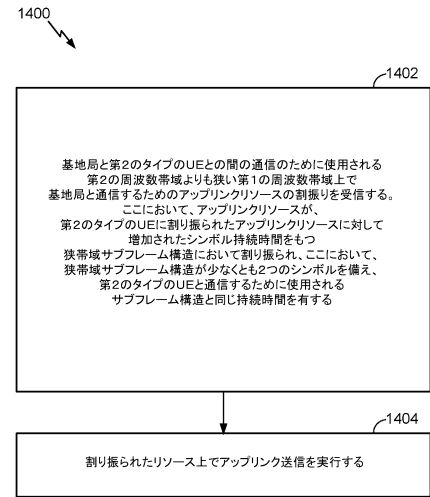 1400
1402
基地局と第2のタイプのUEとの間の通信のために使用される
第2の周波数帯域よりも狭い第1の周波数帯域上で
基地局と通信するためのアップリンクリソースの割振りを受信する。
ここにおいて、アップリンクリソースが、
第2のタイプのUEに割り振られたアップリンクリソースに対して
増加されたシンボル持続時間をもつ
狭帯域サブフレーム構造において割り振られ、ここにおいて、
狭帯域サブフレーム構造が少なくとも2つのシンボルを備え、
第2のタイプのUEと通信するために使用される
サブフレーム構造と同じ持続時間を有する
1404
割り振られたリソース上でアップリンク送信を実行する